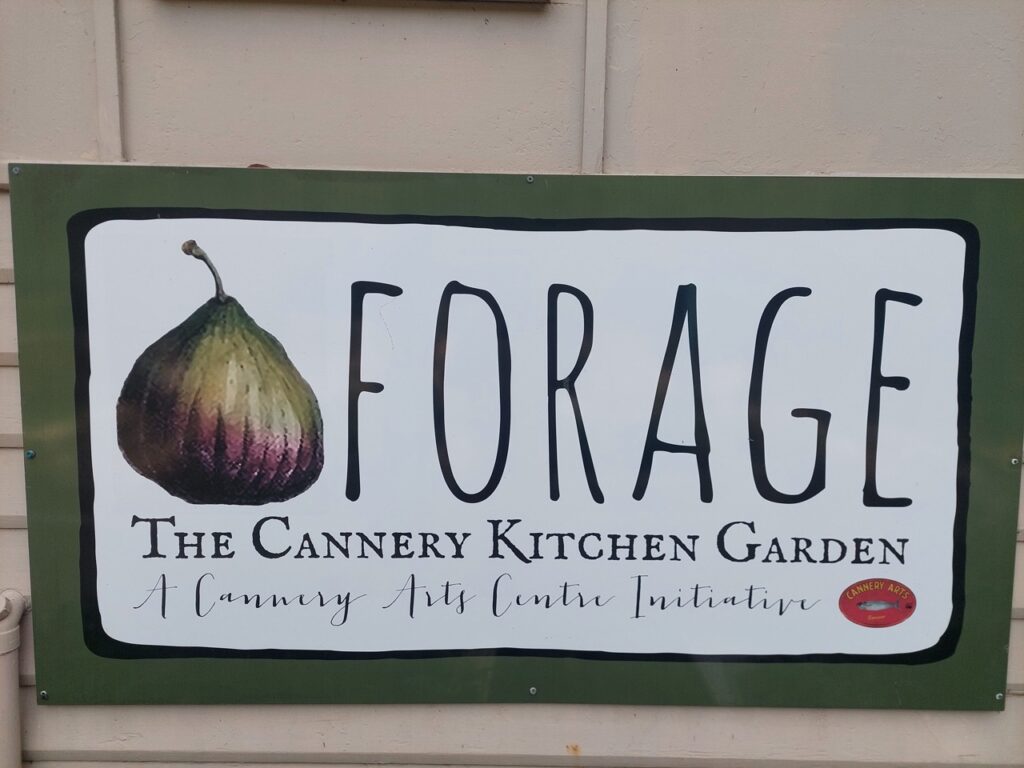 FORAGE
THE CANNERY KITCHEN GARDEN
A Cannery Arts Centre Initiative
CANNERY ARTS